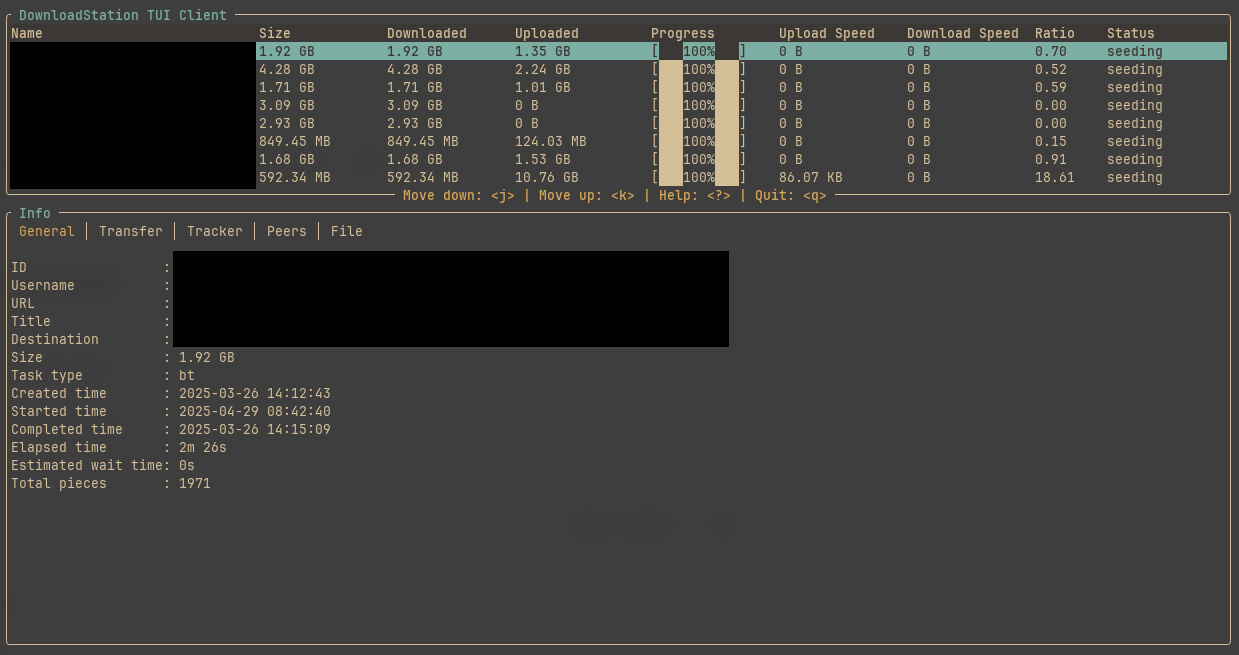 DownloadStation TUI Client
Name Size Downloaded Uploaded Progress Upload Speed Download Speed Ratio Status
1.92 GB 1.92 GB 1.35 GB [ 100% ] 0 B 0 B 0.70 seeding
4.28 GB 4.28 GB 2.24 GB [ 100% ] 0 B 0 B 0.52 seeding
1.71 GB 1.71 GB 1.01 GB [ 100% ] 0 B 0 B 0.59 seeding
3.09 GB 3.09 GB 0 B [ 100% ] 0 B 0 B 0.00 seeding
2.93 GB 2.93 GB 0 B [ 100% ] 0 B 0 B 0.00 seeding
849.45 MB 849.45 MB 124.03 MB [ 100% ] 0 B 0 B 0.15 seeding
1.68 GB 1.68 GB 1.53 GB [ 100% ] 0 B 0 B 0.91 seeding
592.34 MB 592.34 MB 10.76 GB [ 100% ] 86.07 KB 0 B 18.61 seeding
Move down: <j> | Move up: <k> | Help: <?> | Quit: <q>
Info
General │ Transfer │ Tracker │ Peers │ File
ID :
Username :
URL :
Title :
Destination :
Size : 1.92 GB
Task type : bt
Created time : 2025-03-26 14:12:43
Started time : 2025-04-29 08:42:40
Completed time : 2025-03-26 14:15:09
Elapsed time : 2m 26s
Estimated wait time: 0s
Total pieces : 1971